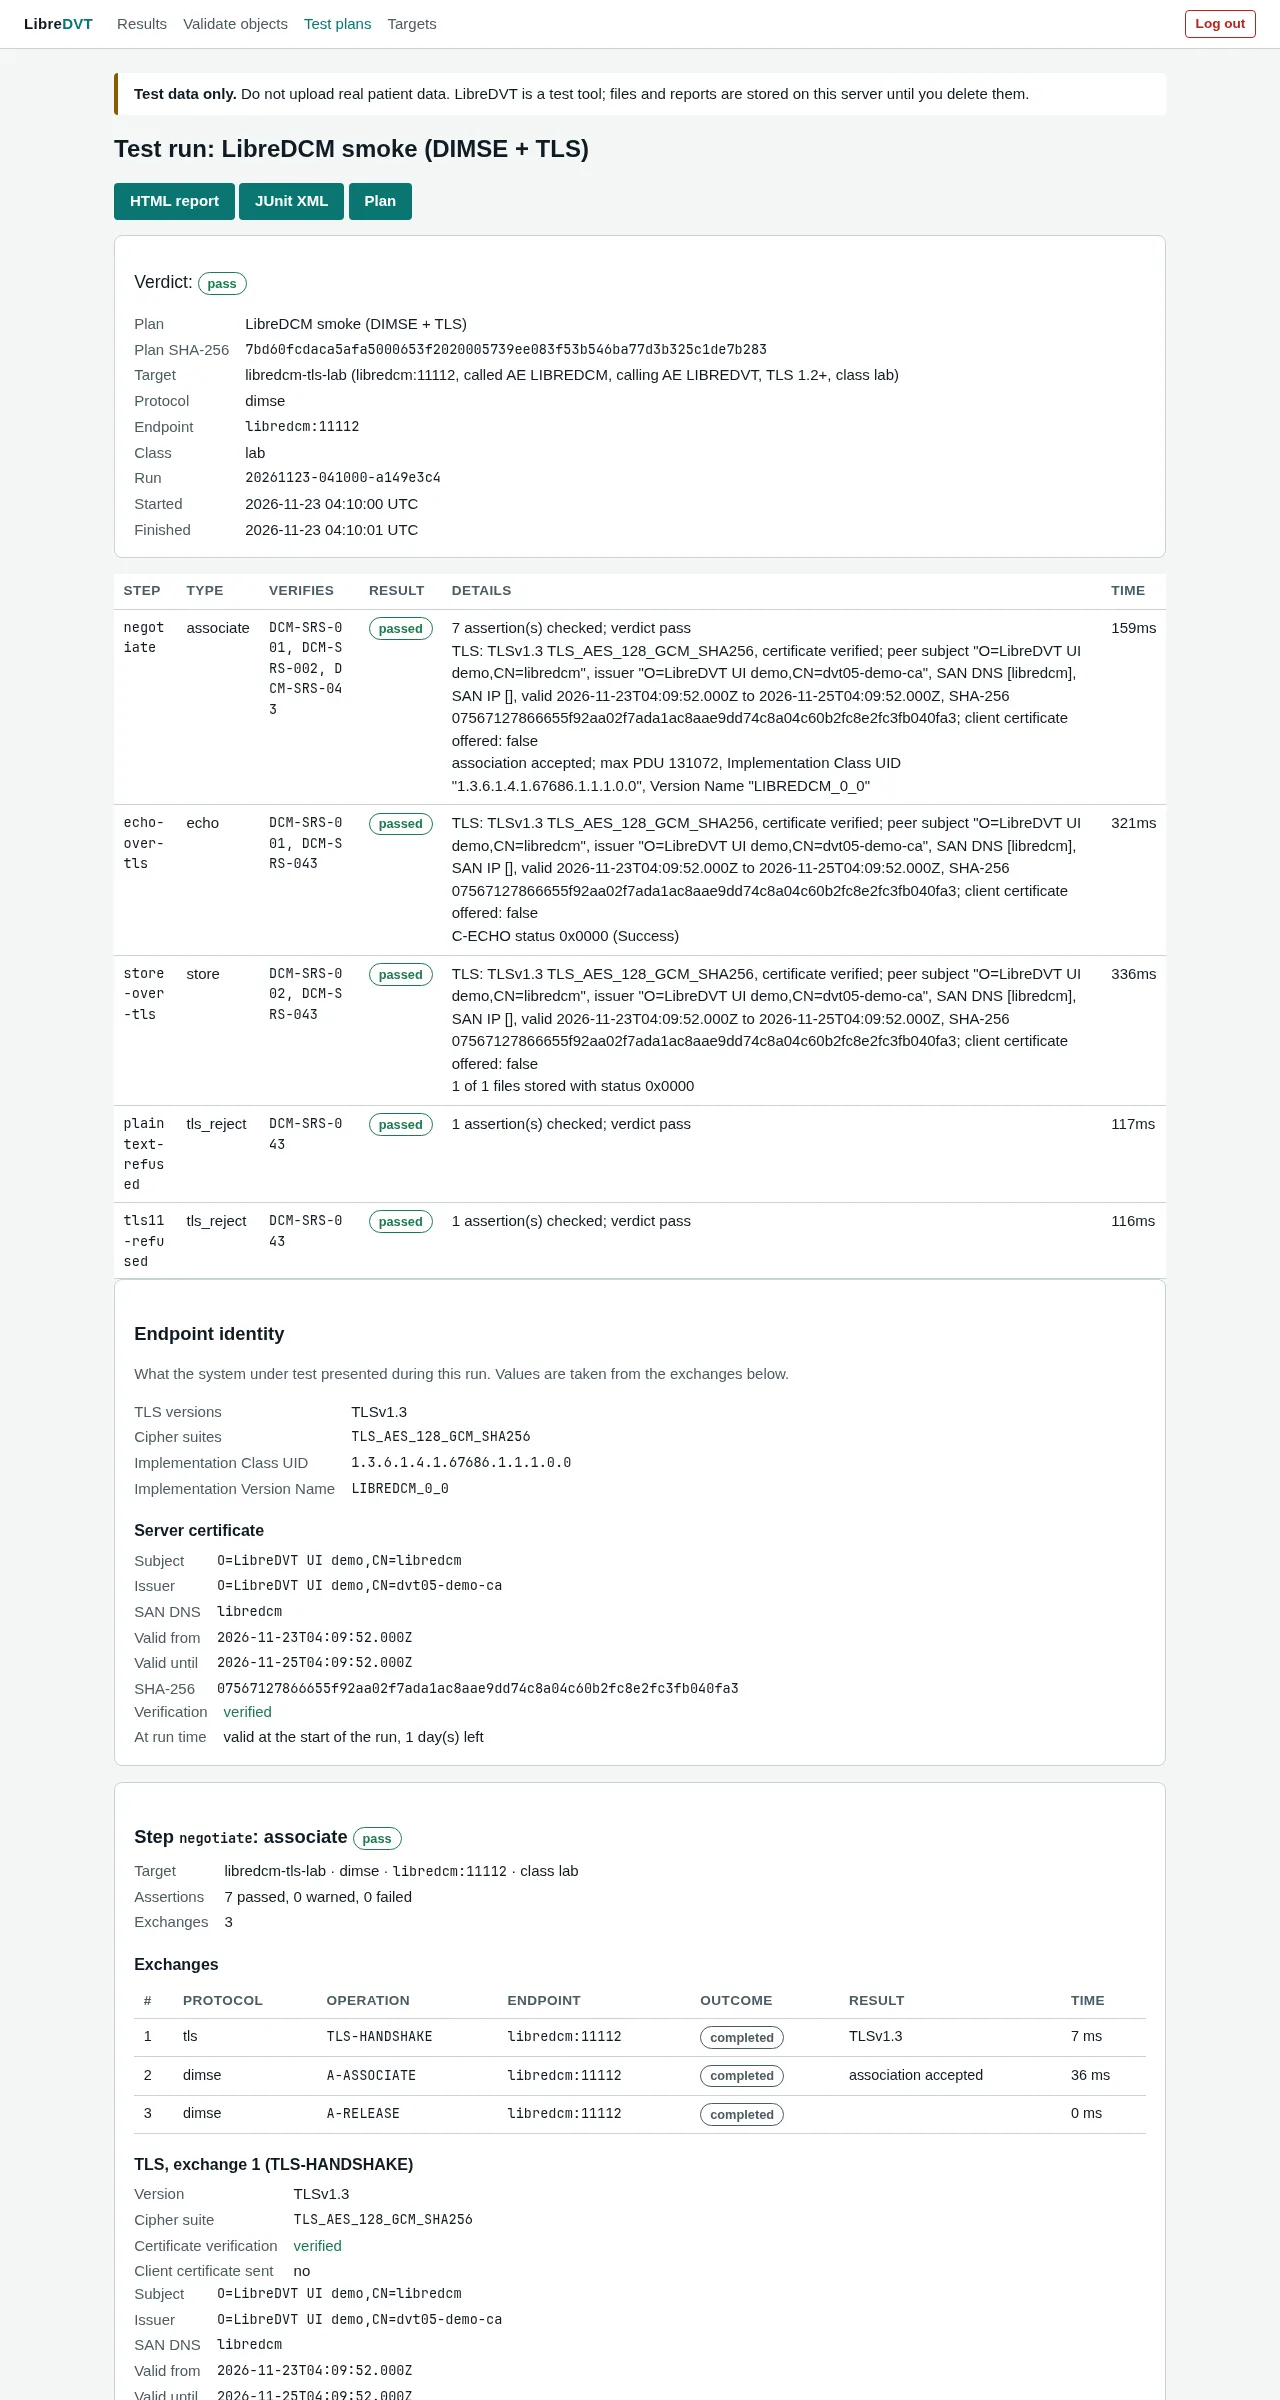 LibreDVT Results Validate objects Test plans Targets Log out
Test data only. Do not upload real patient data. LibreDVT is a test tool; files and reports are stored on this server until you delete them.
Test run: LibreDCM smoke (DIMSE + TLS)
HTML report JUnit XML Plan
Verdict: pass
Plan LibreDCM smoke (DIMSE + TLS)
Plan SHA-256 7bd60fcdaca5afa5000653f2020005739ee083f53b546ba77d3b325c1de7b283
Target libredcm-tls-lab (libredcm:11112, called AE LIBREDCM, calling AE LIBREDVT, TLS 1.2+, class lab)
Protocol dimse
Endpoint libredcm:11112
Class lab
Run 20261123-041000-a149e3c4
Started 2026-11-23 04:10:00 UTC
Finished 2026-11-23 04:10:01 UTC
STEP TYPE VERIFIES RESULT DETAILS TIME
negot associate DCM-SRS-0 passed 7 assertion(s) checked; verdict pass 159ms
iate 01, DCM-S TLS: TLSv1.3 TLS_AES_128_GCM_SHA256, certificate verified; peer subject "O=LibreDVT UI
RS-002, D demo,CN=libredcm", issuer "O=LibreDVT UI demo,CN=dvt05-demo-ca", SAN DNS [libredcm],
CM-SRS-04 SAN IP [], valid 2026-11-23T04:09:52.000Z to 2026-11-25T04:09:52.000Z, SHA-256
3 07567127866655f92aa02f7ada1ac8aae9dd74c8a04c60b2fc8e2fc3fb040fa3; client certificate
offered: false
association accepted; max PDU 131072, Implementation Class UID
"1.3.6.1.4.1.67686.1.1.1.0.0", Version Name "LIBREDCM_0_0"
echo- echo DCM-SRS-0 passed TLS: TLSv1.3 TLS_AES_128_GCM_SHA256, certificate verified; peer subject "O=LibreDVT UI 321ms
over- 01, DCM-S demo,CN=libredcm", issuer "O=LibreDVT UI demo,CN=dvt05-demo-ca", SAN DNS [libredcm],
tls RS-043 SAN IP [], valid 2026-11-23T04:09:52.000Z to 2026-11-25T04:09:52.000Z, SHA-256
07567127866655f92aa02f7ada1ac8aae9dd74c8a04c60b2fc8e2fc3fb040fa3; client certificate
offered: false
C-ECHO status 0x0000 (Success)
store store DCM-SRS-0 passed TLS: TLSv1.3 TLS_AES_128_GCM_SHA256, certificate verified; peer subject "O=LibreDVT UI 336ms
-over 02, DCM-S demo,CN=libredcm", issuer "O=LibreDVT UI demo,CN=dvt05-demo-ca", SAN DNS [libredcm],
-tls RS-043 SAN IP [], valid 2026-11-23T04:09:52.000Z to 2026-11-25T04:09:52.000Z, SHA-256
07567127866655f92aa02f7ada1ac8aae9dd74c8a04c60b2fc8e2fc3fb040fa3; client certificate
offered: false
1 of 1 files stored with status 0x0000
plain tls_reject DCM-SRS-0 passed 1 assertion(s) checked; verdict pass 117ms
text- 43
refus
ed
tls11 tls_reject DCM-SRS-0 passed 1 assertion(s) checked; verdict pass 116ms
-refu 43
sed
Endpoint identity
What the system under test presented during this run. Values are taken from the exchanges below.
TLS versions TLSv1.3
Cipher suites TLS_AES_128_GCM_SHA256
Implementation Class UID 1.3.6.1.4.1.67686.1.1.1.0.0
Implementation Version Name LIBREDCM_0_0
Server certificate
Subject O=LibreDVT UI demo,CN=libredcm
Issuer O=LibreDVT UI demo,CN=dvt05-demo-ca
SAN DNS libredcm
Valid from 2026-11-23T04:09:52.000Z
Valid until 2026-11-25T04:09:52.000Z
SHA-256 07567127866655f92aa02f7ada1ac8aae9dd74c8a04c60b2fc8e2fc3fb040fa3
Verification verified
At run time valid at the start of the run, 1 day(s) left
Step negotiate: associate pass
Target libredcm-tls-lab · dimse · libredcm:11112 · class lab
Assertions 7 passed, 0 warned, 0 failed
Exchanges 3
Exchanges
# PROTOCOL OPERATION ENDPOINT OUTCOME RESULT TIME
1 tls TLS-HANDSHAKE libredcm:11112 completed TLSv1.3 7 ms
2 dimse A-ASSOCIATE libredcm:11112 completed association accepted 36 ms
3 dimse A-RELEASE libredcm:11112 completed 0 ms
TLS, exchange 1 (TLS-HANDSHAKE)
Version TLSv1.3
Cipher suite TLS_AES_128_GCM_SHA256
Certificate verification verified
Client certificate sent no
Subject O=LibreDVT UI demo,CN=libredcm
Issuer O=LibreDVT UI demo,CN=dvt05-demo-ca
SAN DNS libredcm
Valid from 2026-11-23T04:09:52.000Z
Valid until 2026-11-25T04:09:52.000Z